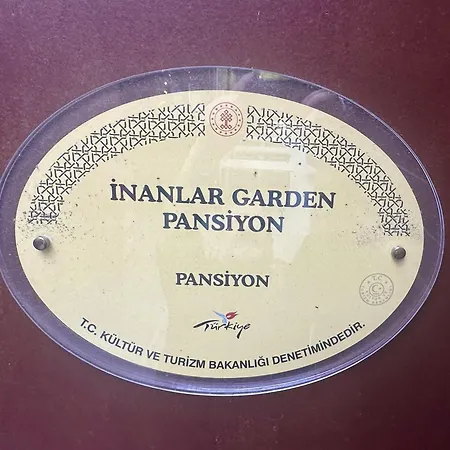 İNANLAR GARDEN
PANSİYON
PANSİYON
Türkiye
T.C. KÜLTÜR VE TURİZM BAKANLIĞI DENETİMİNDEDİR.